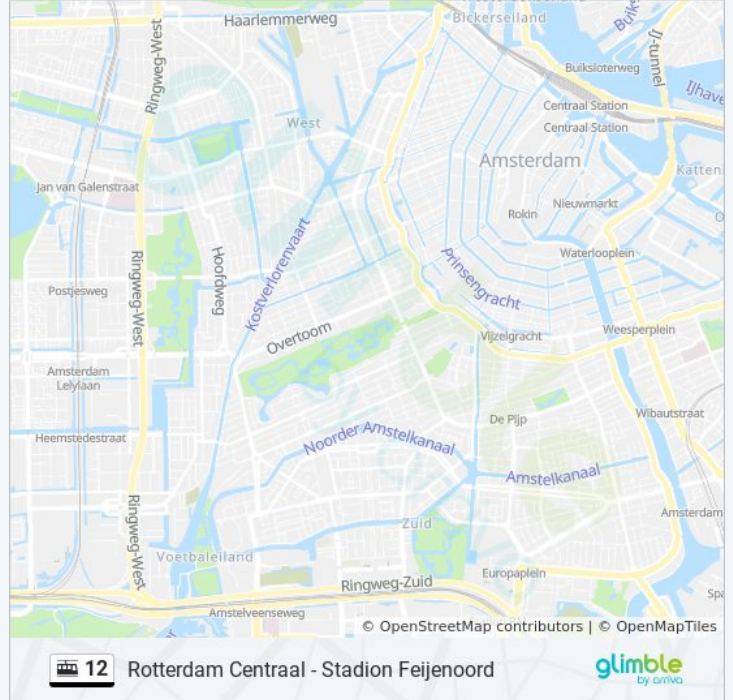 Haarlemmerweg
Bickerseiland
Ringweg-West
IJ-tunnel
Buiksloterweg
IJhave
Centraal Station
Centraal Station
West
Amsterdam
Katten
Jan van Galenstraat
Nieuwmarkt
Rokin
Waterlooplein
Kostverlorenvaart
Hoofdweg
Ringweg-West
Prinsengracht
Postjesweg
Overtoom
Vijzelgracht
Weesperplein
Amsterdam
Lelylaan
De Pijp
Wibautstraat
Heemstedestraat
Noorder Amstelkanaal
Amstelkanaal
Ringweg-West
Amsterdam
Zuid
Voetbaleiland
Europaplein
Ringweg-Zuid
Spa
Amstelveenseweg
© OpenStreetMap contributors | © OpenMapTiles
12 Rotterdam Centraal - Stadion Feijenoord
glimble
by arriva